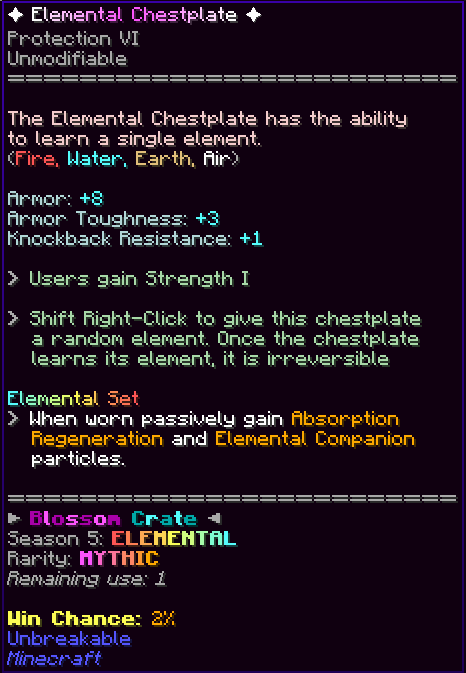 ✦ Elemental Chestplate ✦
Protection VI
Unmodifiable
============================
The Elemental Chestplate has the ability
to learn a single element.
(Fire, Water, Earth, Air)
Armor: +8
Armor Toughness: +3
Knockback Resistance: +1
> Users gain Strength I
> Shift Right-Click to give this chestplate
a random element. Once the chestplate
learns its element, it is irreversible
Elemental Set
> When worn passively gain Absorption
Regeneration and Elemental Companion
particles.
============================
► Blossom Crate ◄
Season 5: ELEMENTAL
Rarity: MYTHIC
Remaining use: 1
Win Chance: 2%
Unbreakable
Minecraft